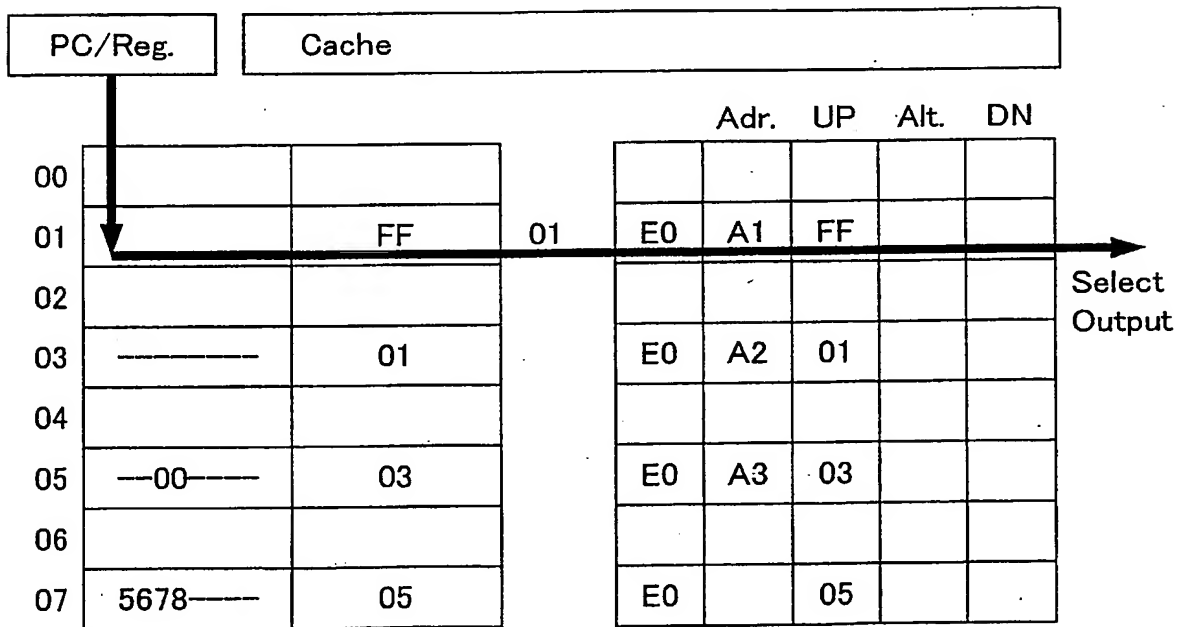 PC/Reg. Cache
Adr. UP Alt. DN
00
01 FF 01 E0 A1 FF
02
Select
Output
03 ——————— 01 E0 A2 01
04
05 ——00———— 03 E0 A3 03
06
07 5678———— 05 E0 05